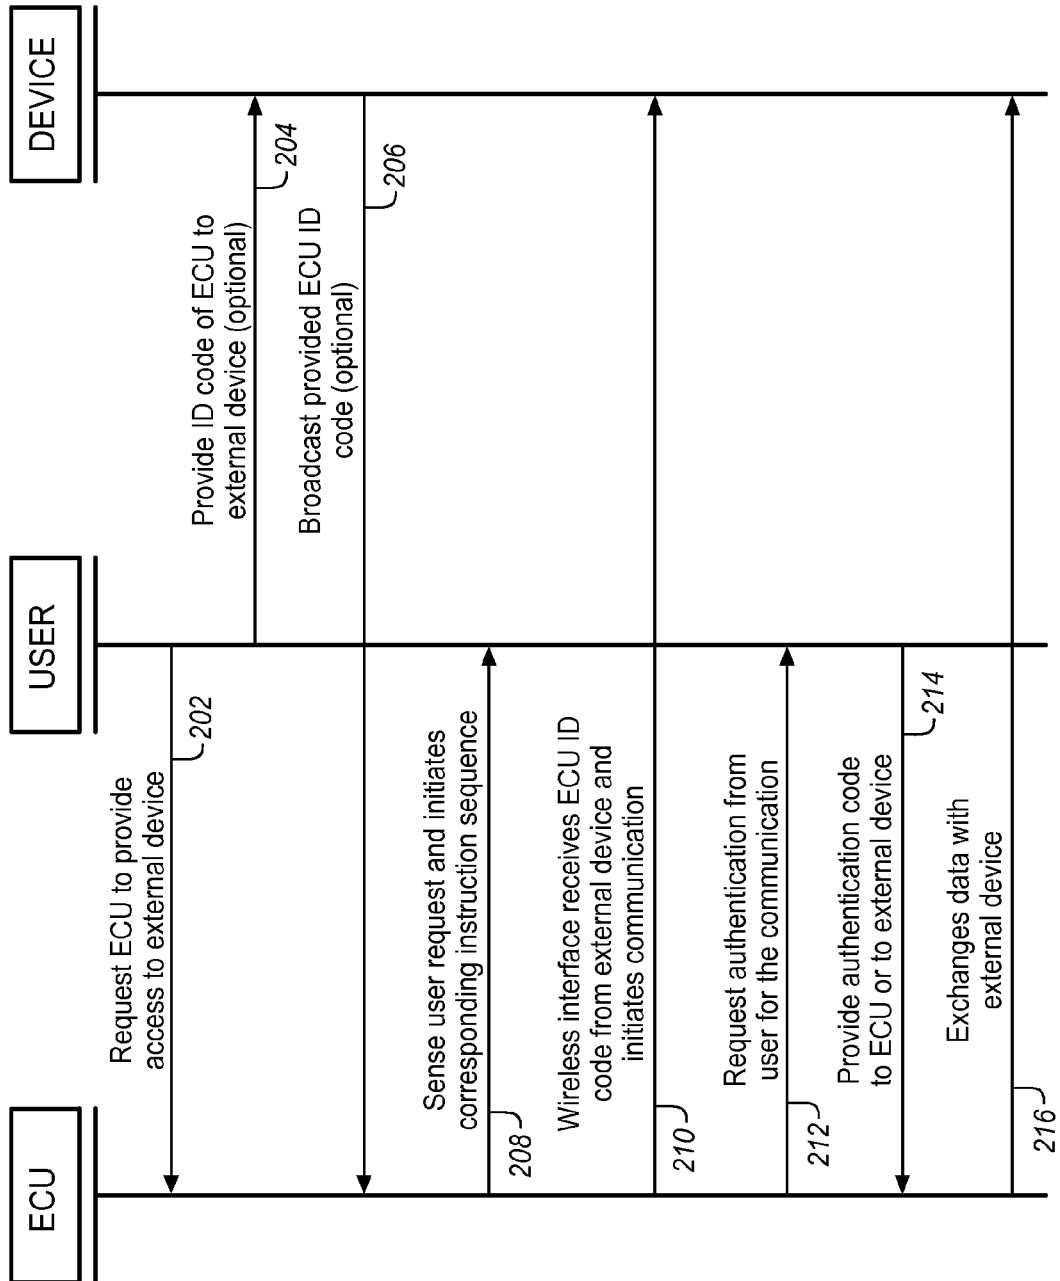 ECU
USER
DEVICE
Request ECU to provide
access to external device
202
Provide ID code of ECU to
external device (optional)
204
Broadcast provided ECU ID
code (optional)
206
Sense user request and initiates
corresponding instruction sequence
208
Wireless interface receives ECU ID
code from external device and
initiates communication
210
Request authentication from
user for the communication
212
Provide authentication code
to ECU or to external device
214
Exchanges data with
external device
216